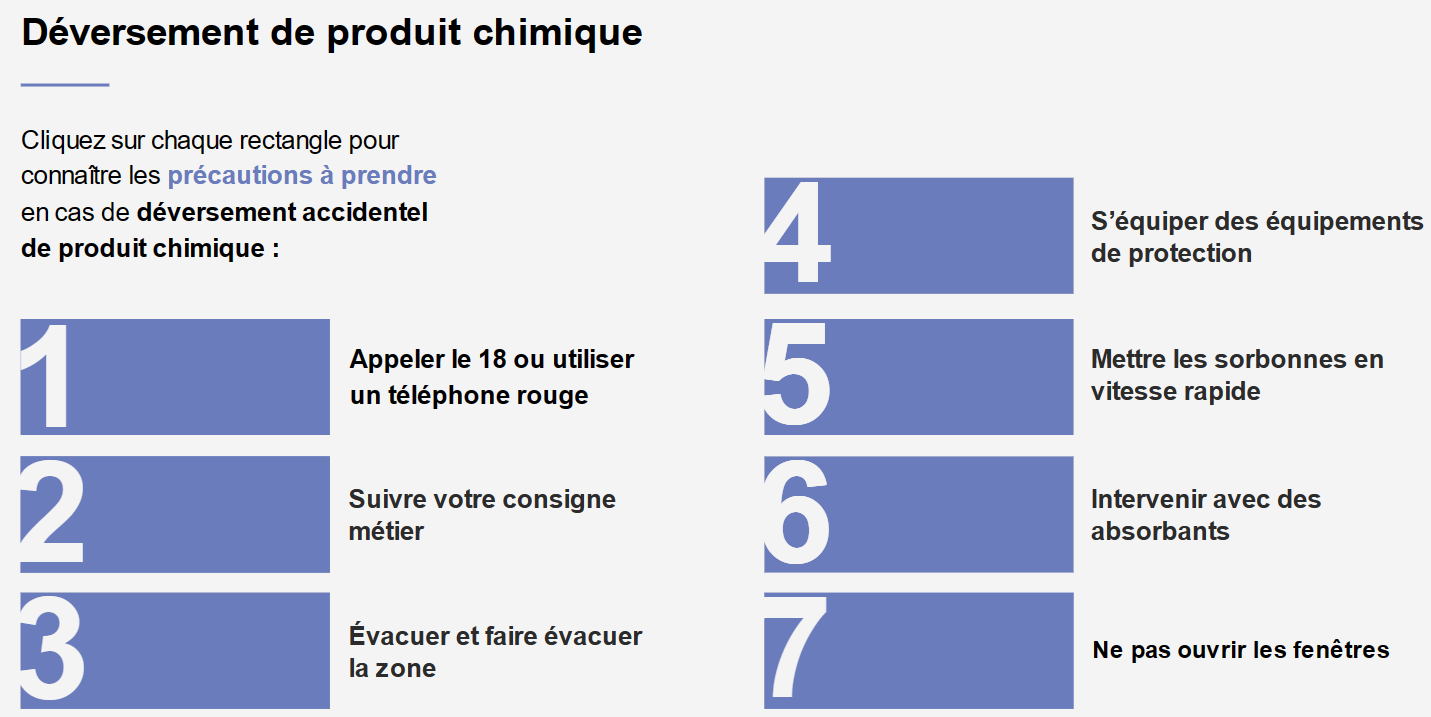 Déversement de produit chimique
Cliquez sur chaque rectangle pour
connaître les précautions à prendre
en cas de déversement accidentel
de produit chimique :
1
Appeler le 18 ou utiliser
un téléphone rouge
2
Suivre votre consigne
métier
3
Évacuer et faire évacuer
la zone
4
S’équiper des équipements
de protection
5
Mettre les sorbonnes en
vitesse rapide
6
Intervenir avec des
absorbants
7
Ne pas ouvrir les fenêtres